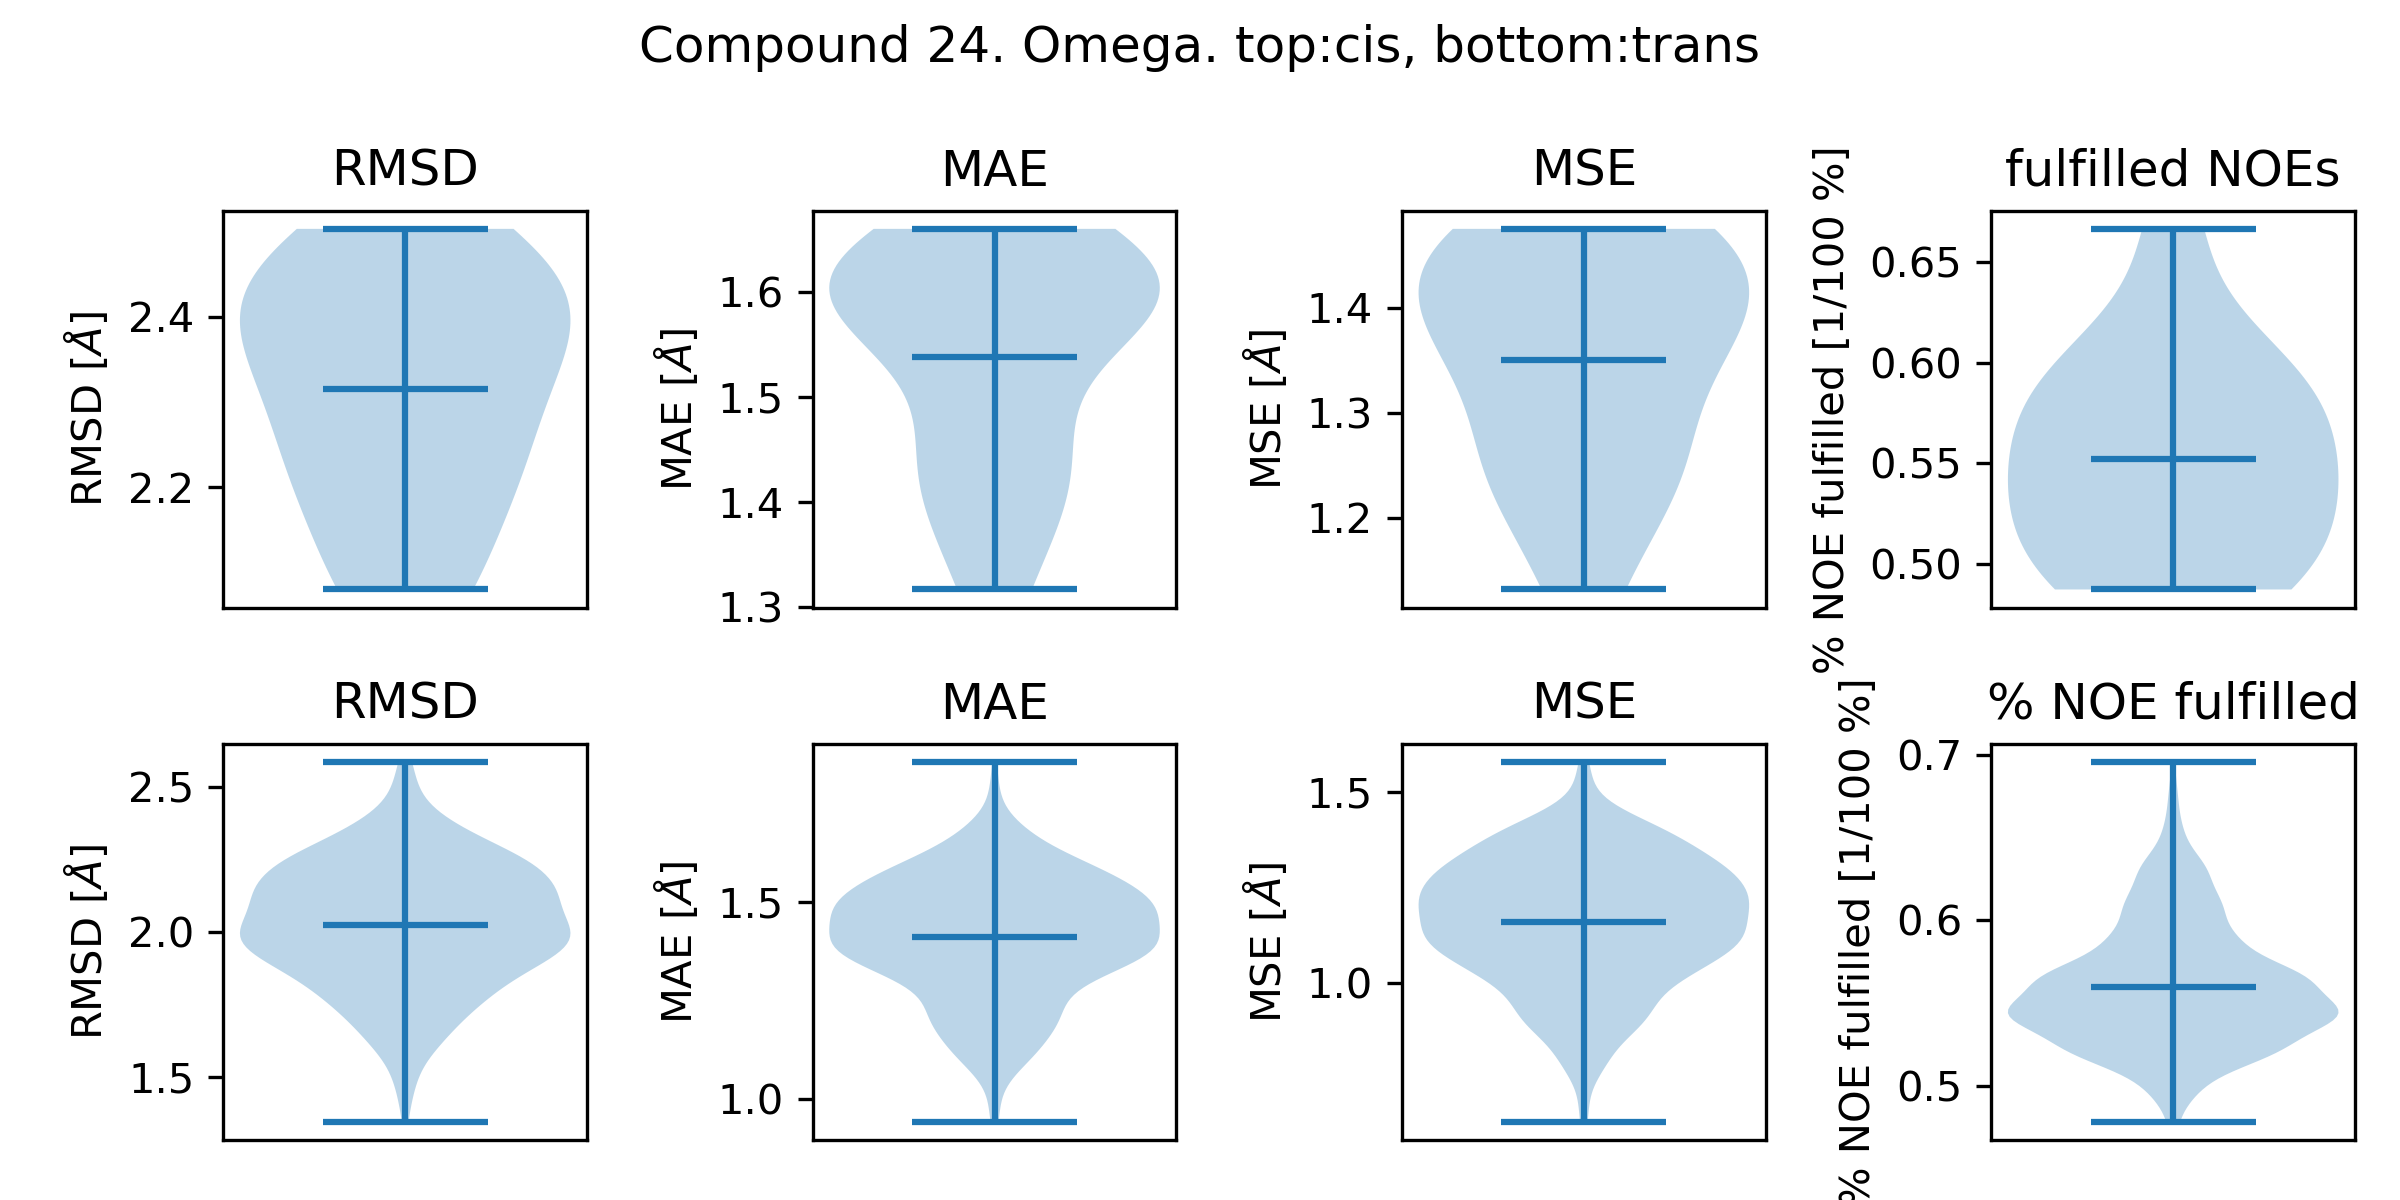 Compound 24. Omega. top:cis, bottom:trans
RMSD
MAE
MSE
fulfilled NOEs
RMSD [Å]
2.4
2.2
MAE [Å]
1.6
1.5
1.4
1.3
MSE [Å]
1.4
1.3
1.2
% NOE fulfilled [1/100 %]
0.65
0.60
0.55
0.50
RMSD
MAE
MSE
% NOE fulfilled
RMSD [Å]
2.5
2.0
1.5
MAE [Å]
1.5
1.0
MSE [Å]
1.5
1.0
% NOE fulfilled [1/100 %]
0.7
0.6
0.5